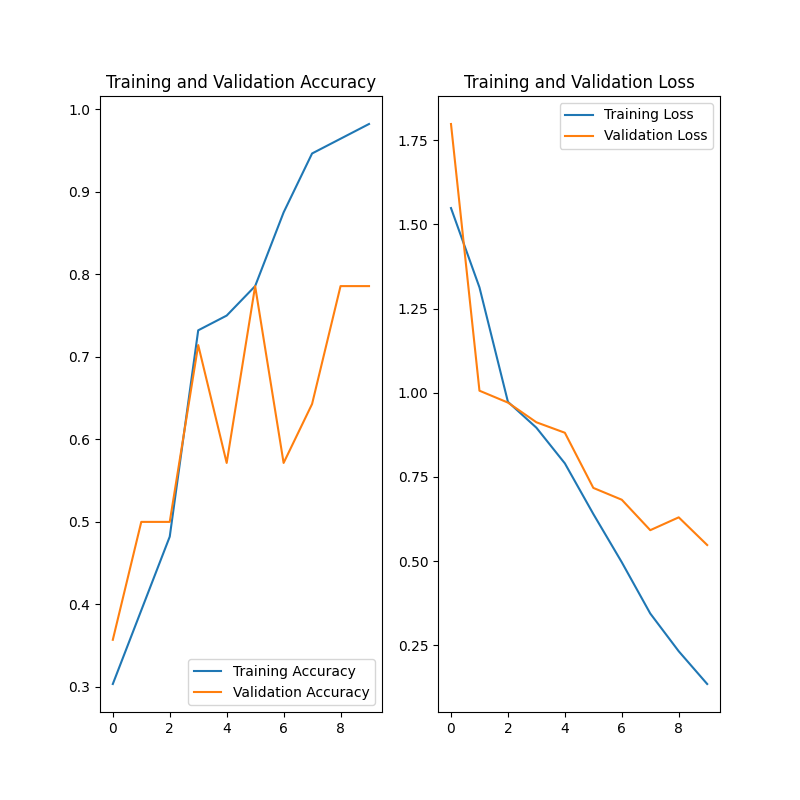 Training and Validation Accuracy
1.0
0.9
0.8
0.7
0.6
0.5
0.4
0.3
0 2 4 6 8
Training Accuracy
Validation Accuracy
Training and Validation Loss
1.75
1.50
1.25
1.00
0.75
0.50
0.25
0 2 4 6 8
Training Loss
Validation Loss